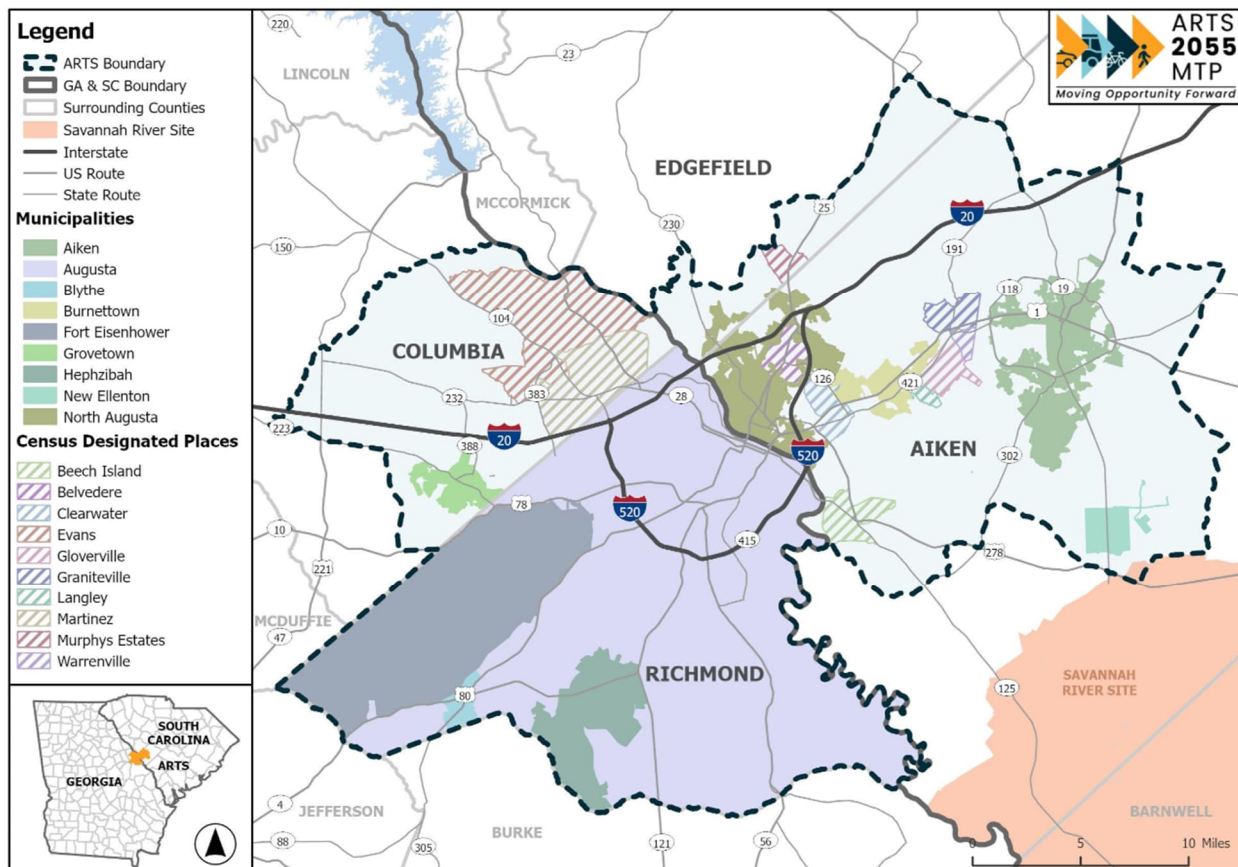 Legend
ARTS Boundary
GA & SC Boundary
Surrounding Counties
Savannah River Site
Interstate
US Route
State Route
Municipalities
Aiken
Augusta
Blythe
Burnettown
Fort Eisenhower
Grovetown
Hephzibah
New Ellenton
North Augusta
Census Designated Places
Beech Island
Belvedere
Clearwater
Evans
Gloverville
Graniteville
Langley
Martinez
Murphys Estates
Warrenville
SOUTH
CAROLINA
ARTS
GEORGIA
ARTS
2055
MTP
Moving Opportunity Forward
220
LINCOLN
23
EDGEFIELD
MCCORMICK
25
20
230
150
191
118
19
1
104
COLUMBIA
126
421
383
28
232
223
20
388
520
AIKEN
302
78
520
415
10
278
221
MCDUFFIE
47
RICHMOND
80
SAVANNAH
RIVER SITE
125
4
JEFFERSON
BURKE
BARNWELL
88
305
121
56
0
5
10 Miles